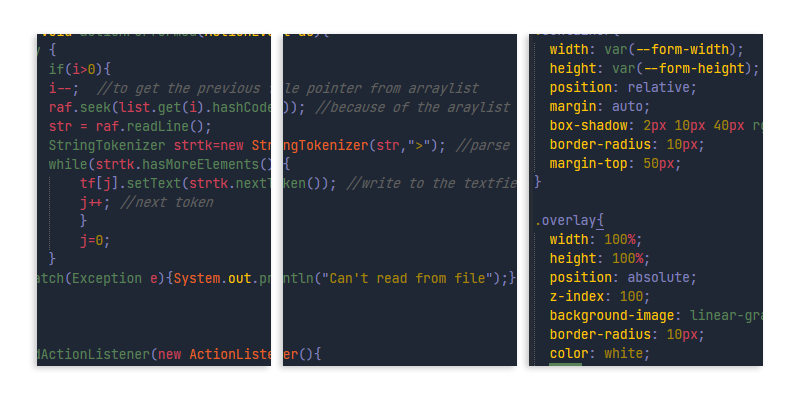 void actionPerformed(ActionEvent ae){
y {
if(i>0){
i--; //to get the previous file pointer from arraylist
raf.seek(list.get(i).hashCode()); //because of the araylist
str = raf.readLine();
StringTokenizer strtk=new StringTokenizer(str,">"); //parse
while(strtk.hasMoreElements()){
tf[j].setText(strtk.nextToken()); //write to the textfie
j++; //next token
}
j=0;
}
atch(Exception e){System.out.println("Can't read from file");}
dActionListener(new ActionListener(){
.container{
width: var(--form-width);
height: var(--form-height);
position: relative;
margin: auto;
box-shadow: 2px 10px 40px r
border-radius: 10px;
margin-top: 50px;
}
.overlay{
width: 100%;
height: 100%;
position: absolute;
z-index: 100;
background-image: linear-gra
border-radius: 10px;
color: white;